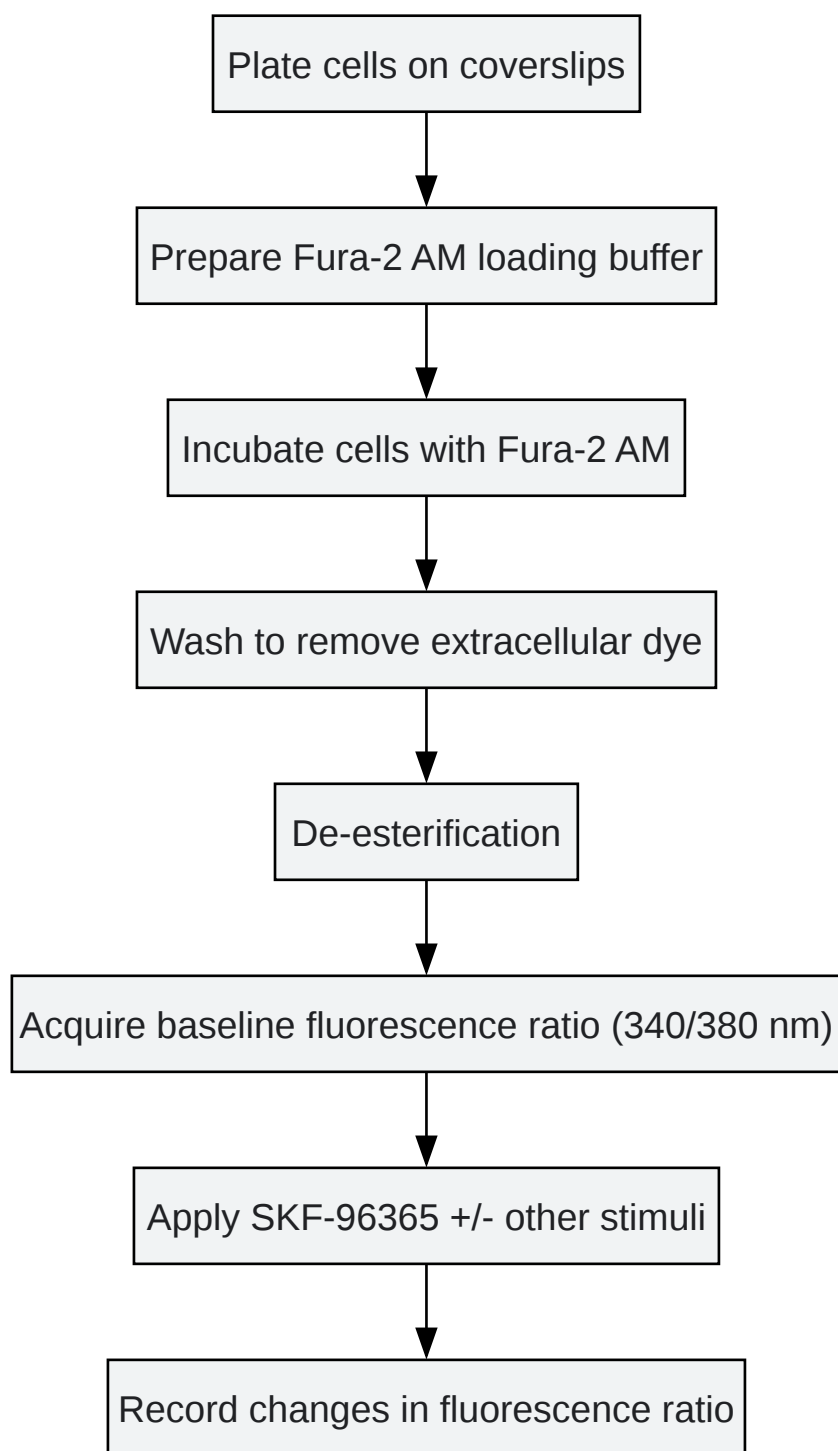 Plate cells on coverslips
Prepare Fura-2 AM loading buffer
Incubate cells with Fura-2 AM
Wash to remove extracellular dye
De-esterification
Acquire baseline fluorescence ratio (340/380 nm)
Apply SKF-96365 +/- other stimuli
Record changes in fluorescence ratio